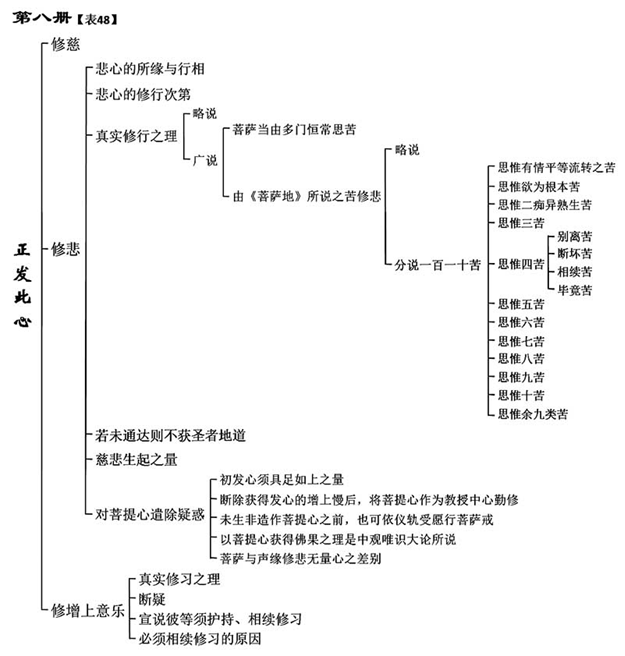 第八册【表48】
正发此心
修慈
修悲
悲心的所缘与行相
悲心的修行次第
真实修行之理
略说
广说
菩萨当由多门恒常思苦
由《菩萨地》所说之苦修悲
略说
分说一百一十苦
思惟有情平等流转之苦
思惟欲为根本苦
思惟二痴异熟生苦
思惟三苦
思惟四苦
别离苦
断坏苦
相续苦
毕竟苦
思惟五苦
思惟六苦
思惟七苦
思惟八苦
思惟九苦
思惟十苦
思惟余九类苦
若未通达则不获圣者地道
慈悲生起之量
对菩提心遣除疑惑
初发心须具足如上之量
断除获得发心的增上慢后，将菩提心作为教授中心勤修
未生非造作菩提心之前，也可依仪轨受愿行菩萨戒
以菩提心获得佛果之理是中观唯识大论所说
菩萨与声缘修悲无量心之差别
修增上意乐
真实修习之理
断疑
宣说彼等须护持、相续修习
必须相续修习的原因